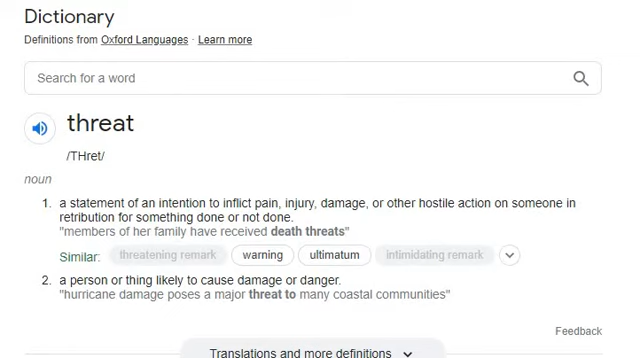 Dictionary
Definitions from Oxford Languages · Learn more
Search for a word
threat
/THret/
noun
1. a statement of an intention to inflict pain, injury, damage, or other hostile action on someone in
retribution for something done or not done.
"members of her family have received death threats"
Similar: threatening remark warning ultimatum intimidating remark
2. a person or thing likely to cause damage or danger.
"hurricane damage poses a major threat to many coastal communities"
Feedback
Translations and more definitions